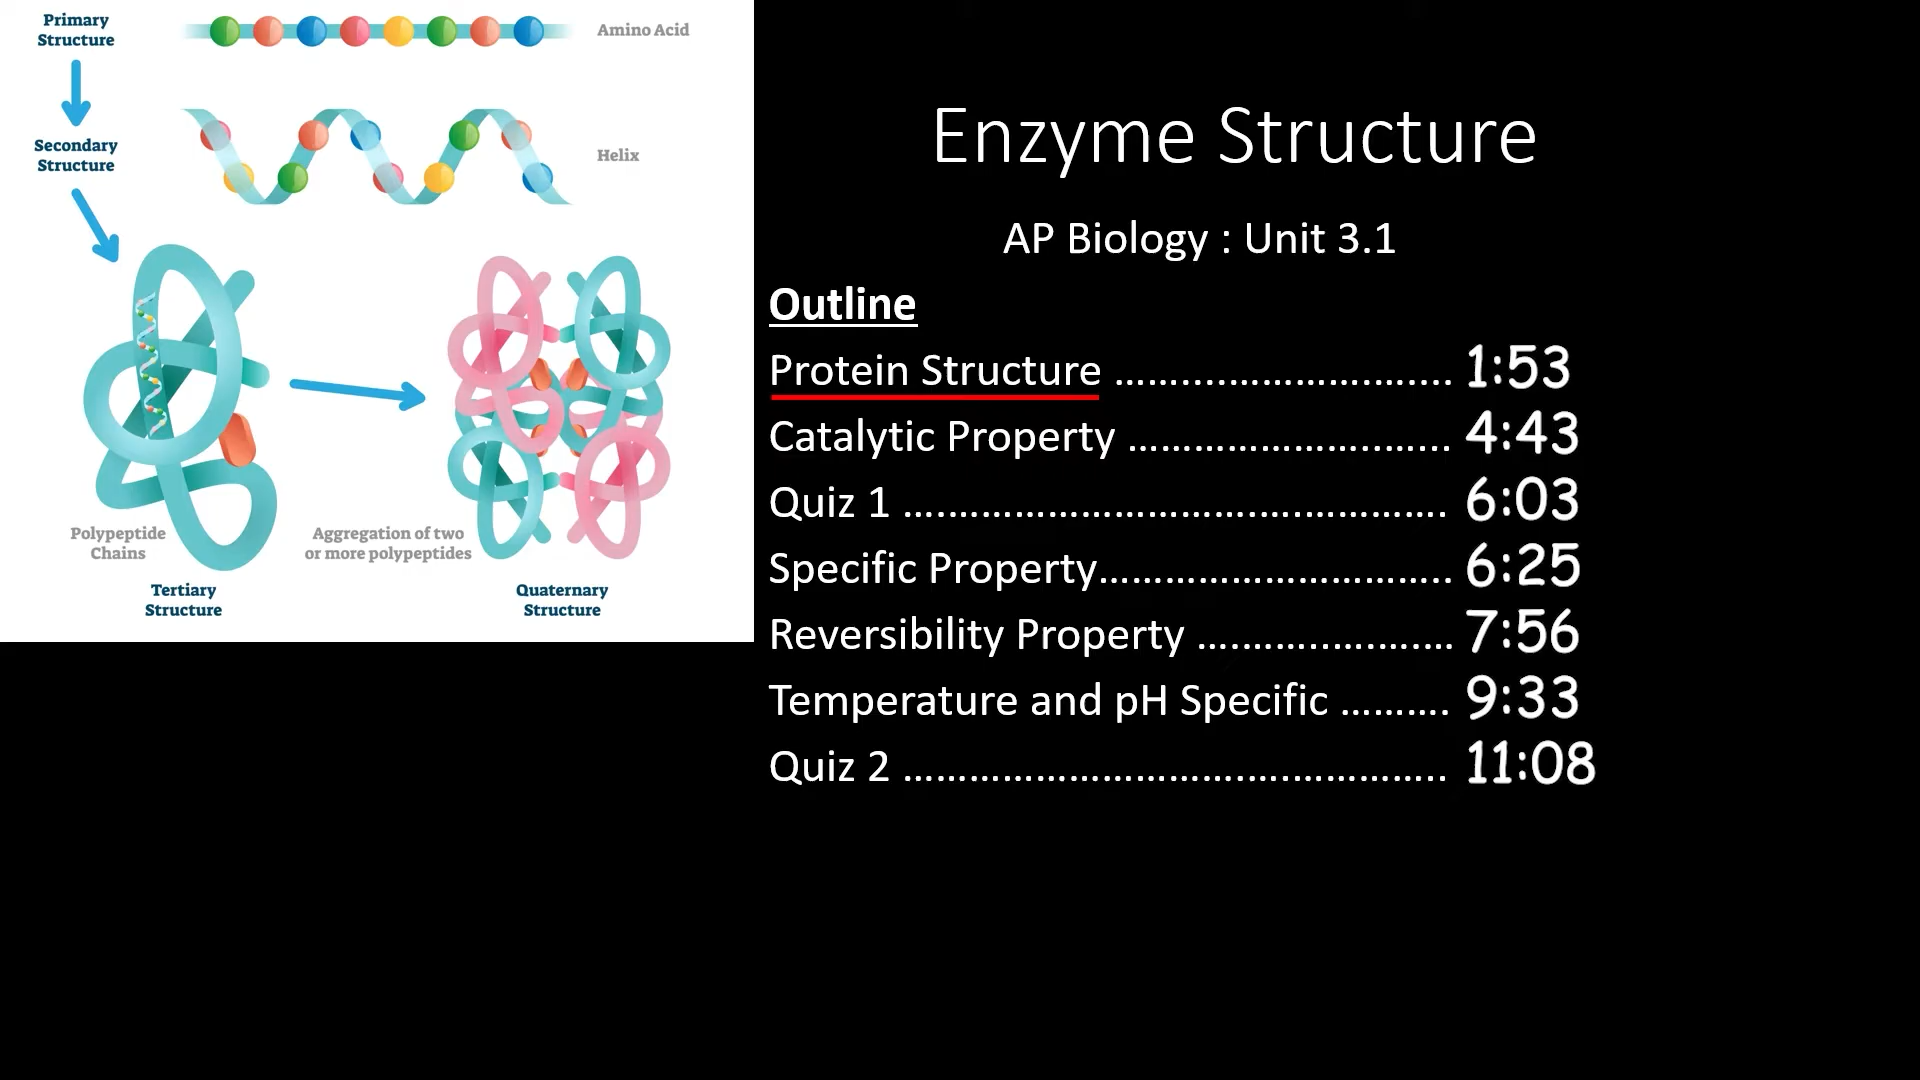 Primary
Structure
Amino Acid
Secondary
Structure
Helix
Polypeptide
Chains
Aggregation of two
or more polypeptides
Tertiary
Structure
Quaternary
Structure
Enzyme Structure
AP Biology : Unit 3.1
Outline
Protein Structure ................................ 1:53
Catalytic Property ................................ 4:43
Quiz 1 .................................................. 6:03
Specific Property................................ 6:25
Reversibility Property ........................ 7:56
Temperature and pH Specific .......... 9:33
Quiz 2 .................................................. 11:08